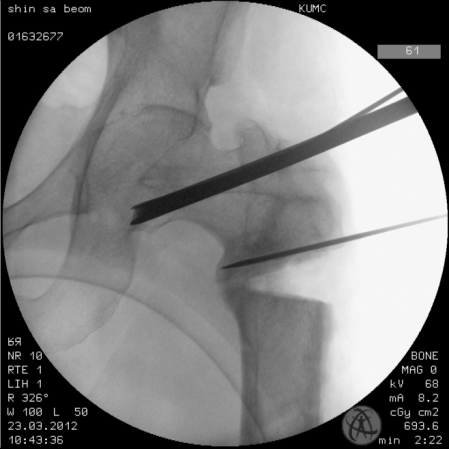 shin sa beom
KUMC
01632677
61
NR 10
RTE 1
LIH 1
R 326°
W 100 L 50
23.03.2012
10:43:36
BONE
MAG 0
kV 68
mA 8.2
cGy cm2
693.6
min 2:22